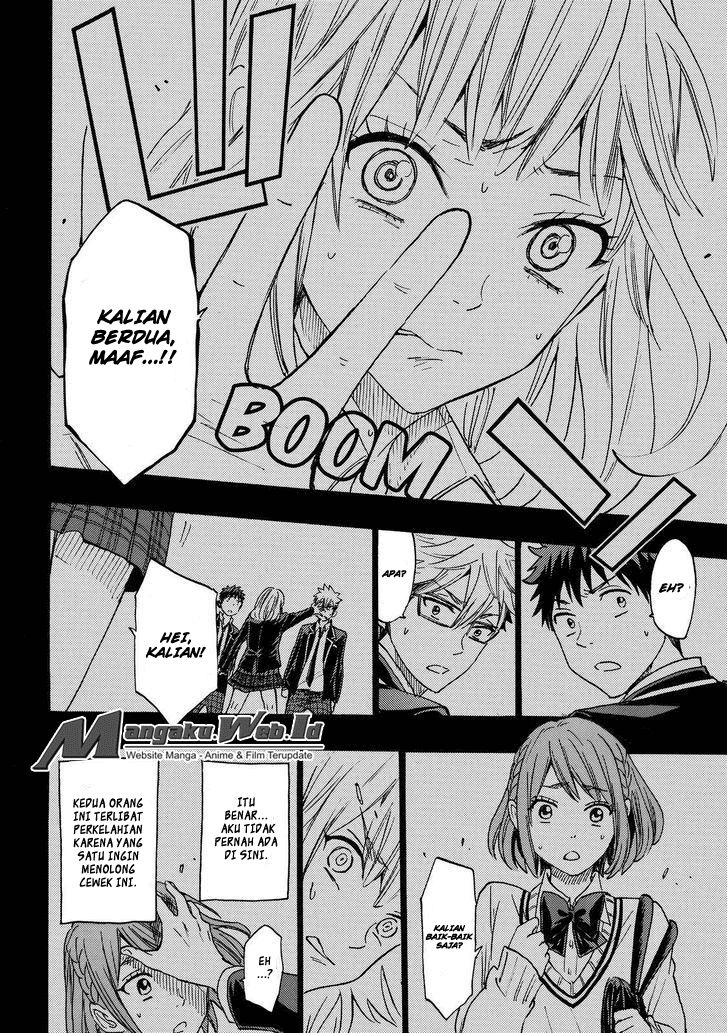 KALIAN
BERDUA,
MAAF...!!
BOOM
EH?
APA?
HEI,
KALIAN!
Mangaku.Web.Id
Website Manga - Anime & Film Terupdate
KALIAN
BAIK-BAIK
SAJA?
ITU
BENAR...
AKU TIDAK
PERNAH ADA
DI SINI.
KEDUA ORANG
INI TERLIBAT
PERKELAHIAN
KARENA YANG
SATU INGIN
MENOLONG
CEWEK INI.
EH
...?